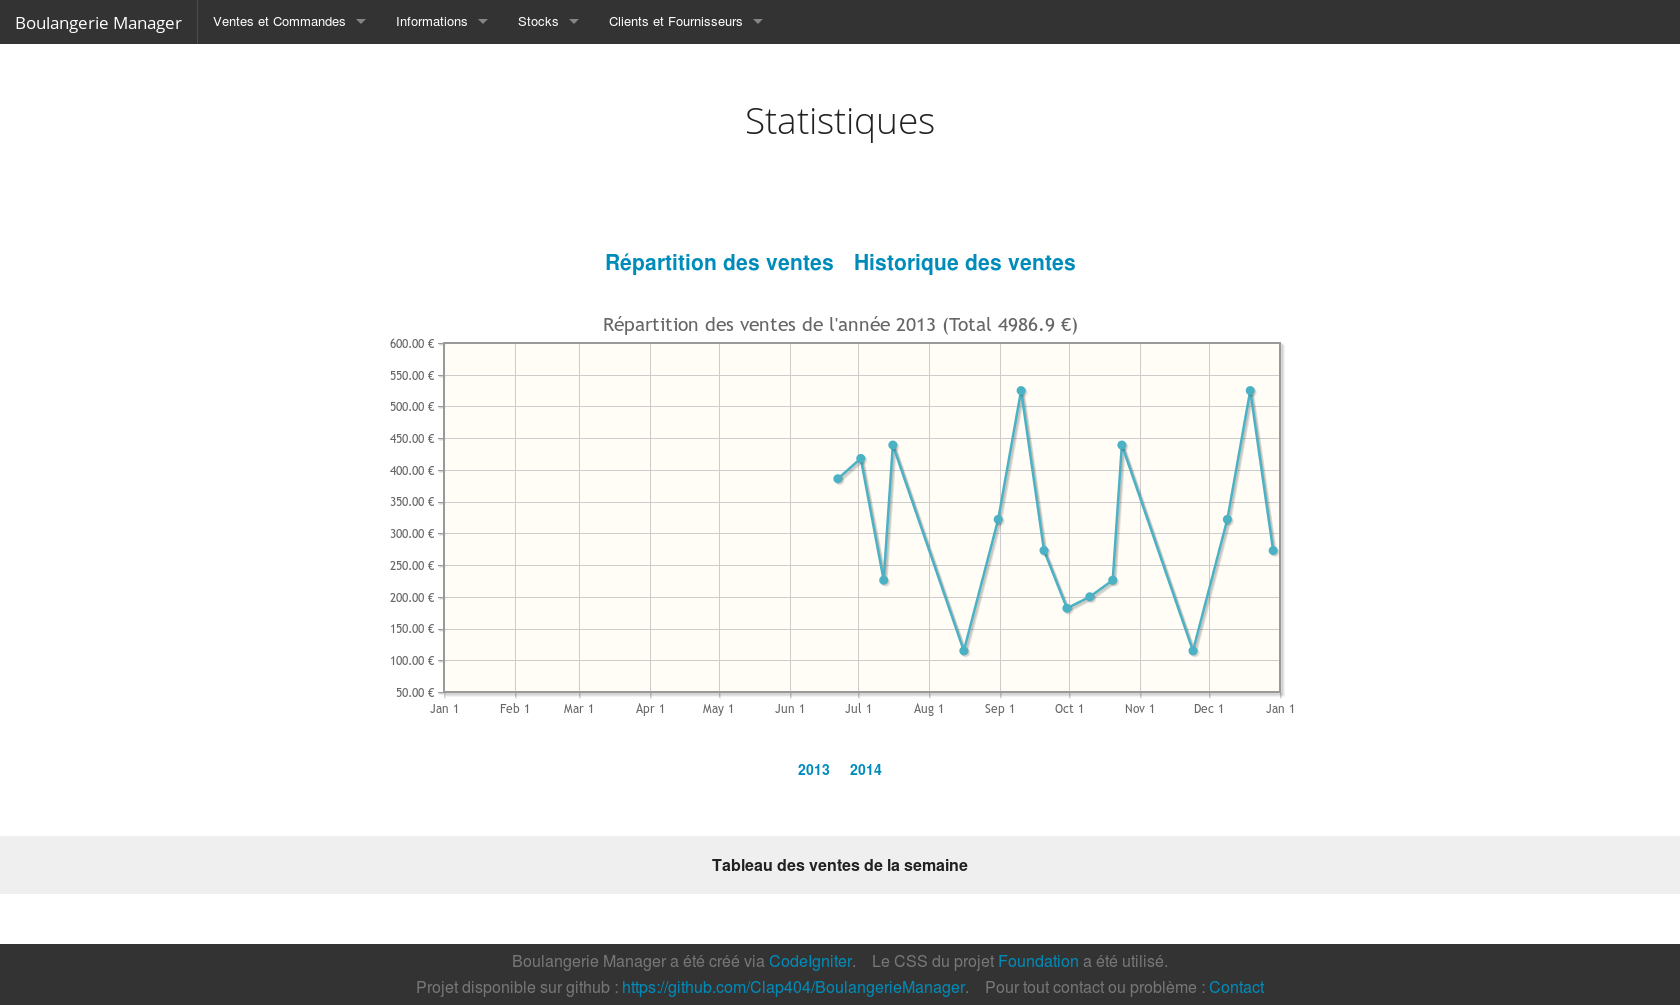 Boulangerie Manager Ventes et Commandes Informations Stocks Clients et Fournisseurs
Statistiques
Répartition des ventes Historique des ventes
Répartition des ventes de l'année 2013 (Total 4986.9 €)
600.00 €
550.00 €
500.00 €
450.00 €
400.00 €
350.00 €
300.00 €
250.00 €
200.00 €
150.00 €
100.00 €
50.00 €
Jan 1 Feb 1 Mar 1 Apr 1 May 1 Jun 1 Jul 1 Aug 1 Sep 1 Oct 1 Nov 1 Dec 1 Jan 1
2013 2014
Tableau des ventes de la semaine
Boulangerie Manager a été créé via CodeIgniter. Le CSS du projet Foundation a été utilisé.
Projet disponible sur github : https://github.com/Clap404/BoulangerieManager. Pour tout contact ou problème : Contact